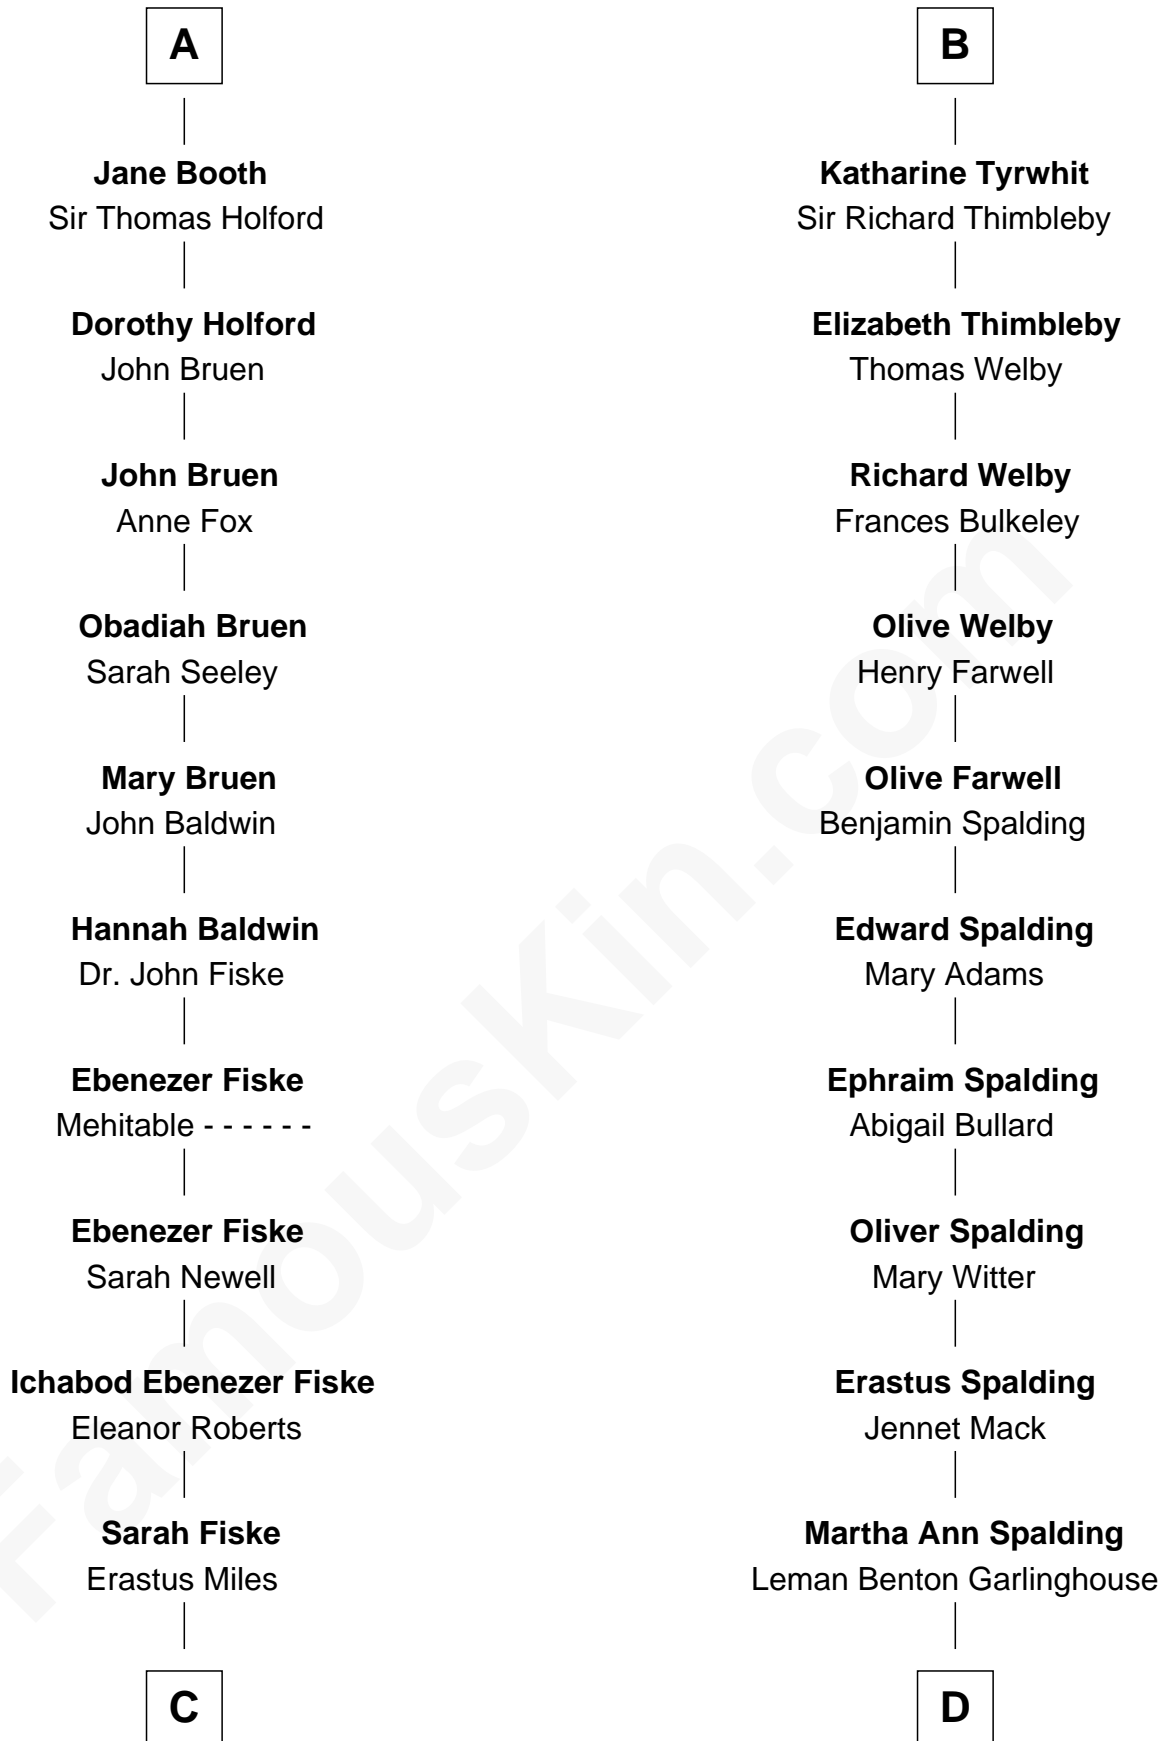 A
Jane Booth
Sir Thomas Holford
Dorothy Holford
John Bruen
John Bruen
Anne Fox
Obadiah Bruen
Sarah Seeley
Mary Bruen
John Baldwin
Hannah Baldwin
Dr. John Fiske
Ebenezer Fiske
Mehitable - - - - - -
Ebenezer Fiske
Sarah Newell
Ichabod Ebenezer Fiske
Eleanor Roberts
Sarah Fiske
Erastus Miles
C
B
Katharine Tyrwhit
Sir Richard Thimbleby
Elizabeth Thimbleby
Thomas Welby
Richard Welby
Frances Bulkeley
Olive Welby
Henry Farwell
Olive Farwell
Benjamin Spalding
Edward Spalding
Mary Adams
Ephraim Spalding
Abigail Bullard
Oliver Spalding
Mary Witter
Erastus Spalding
Jennet Mack
Martha Ann Spalding
Leman Benton Garlinghouse
D
FamousKin.com